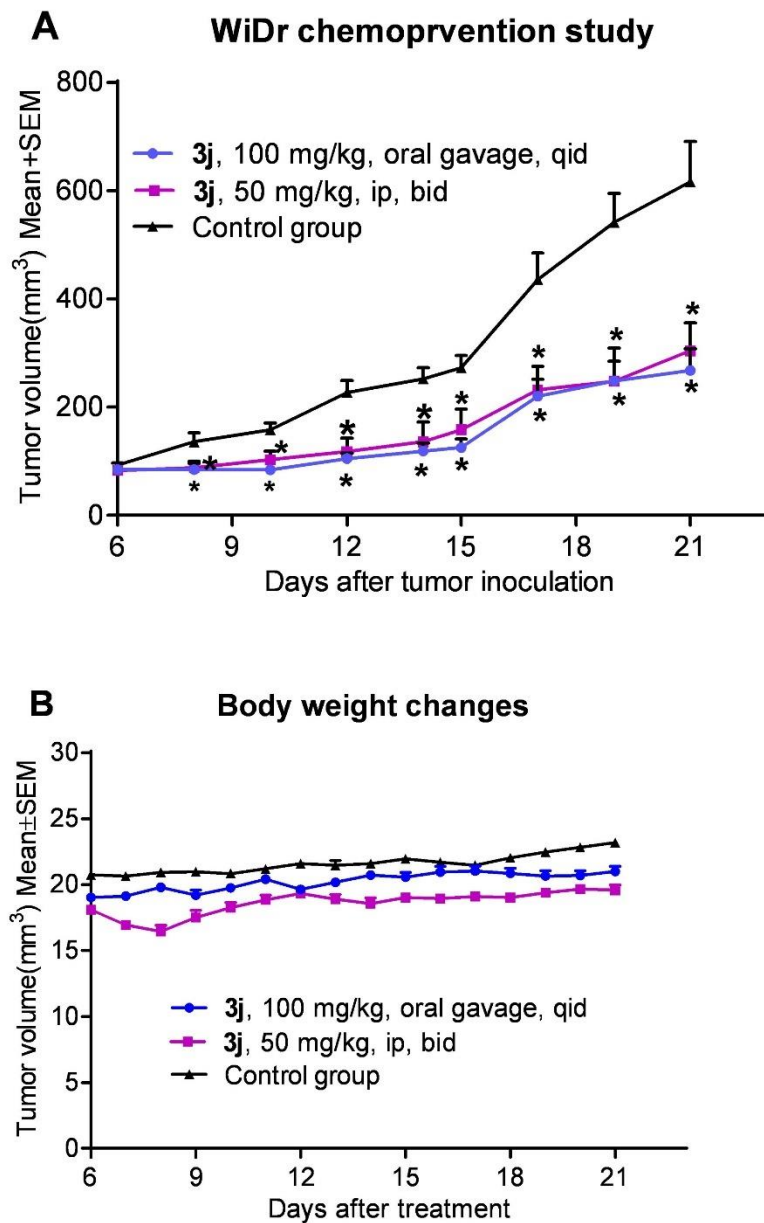 A
WiDr chemoprvention study
Tumor volume(mm³) Mean+SEM
800
600
400
200
0
3j, 100 mg/kg, oral gavage, qid
3j, 50 mg/kg, ip, bid
Control group
* * * * * * * *
* * * * * * * *
6 9 12 15 18 21
Days after tumor inoculation
B
Body weight changes
Tumor volume(mm³) Mean±SEM
30
25
20
15
10
5
0
3j, 100 mg/kg, oral gavage, qid
3j, 50 mg/kg, ip, bid
Control group
6 9 12 15 18 21
Days after treatment